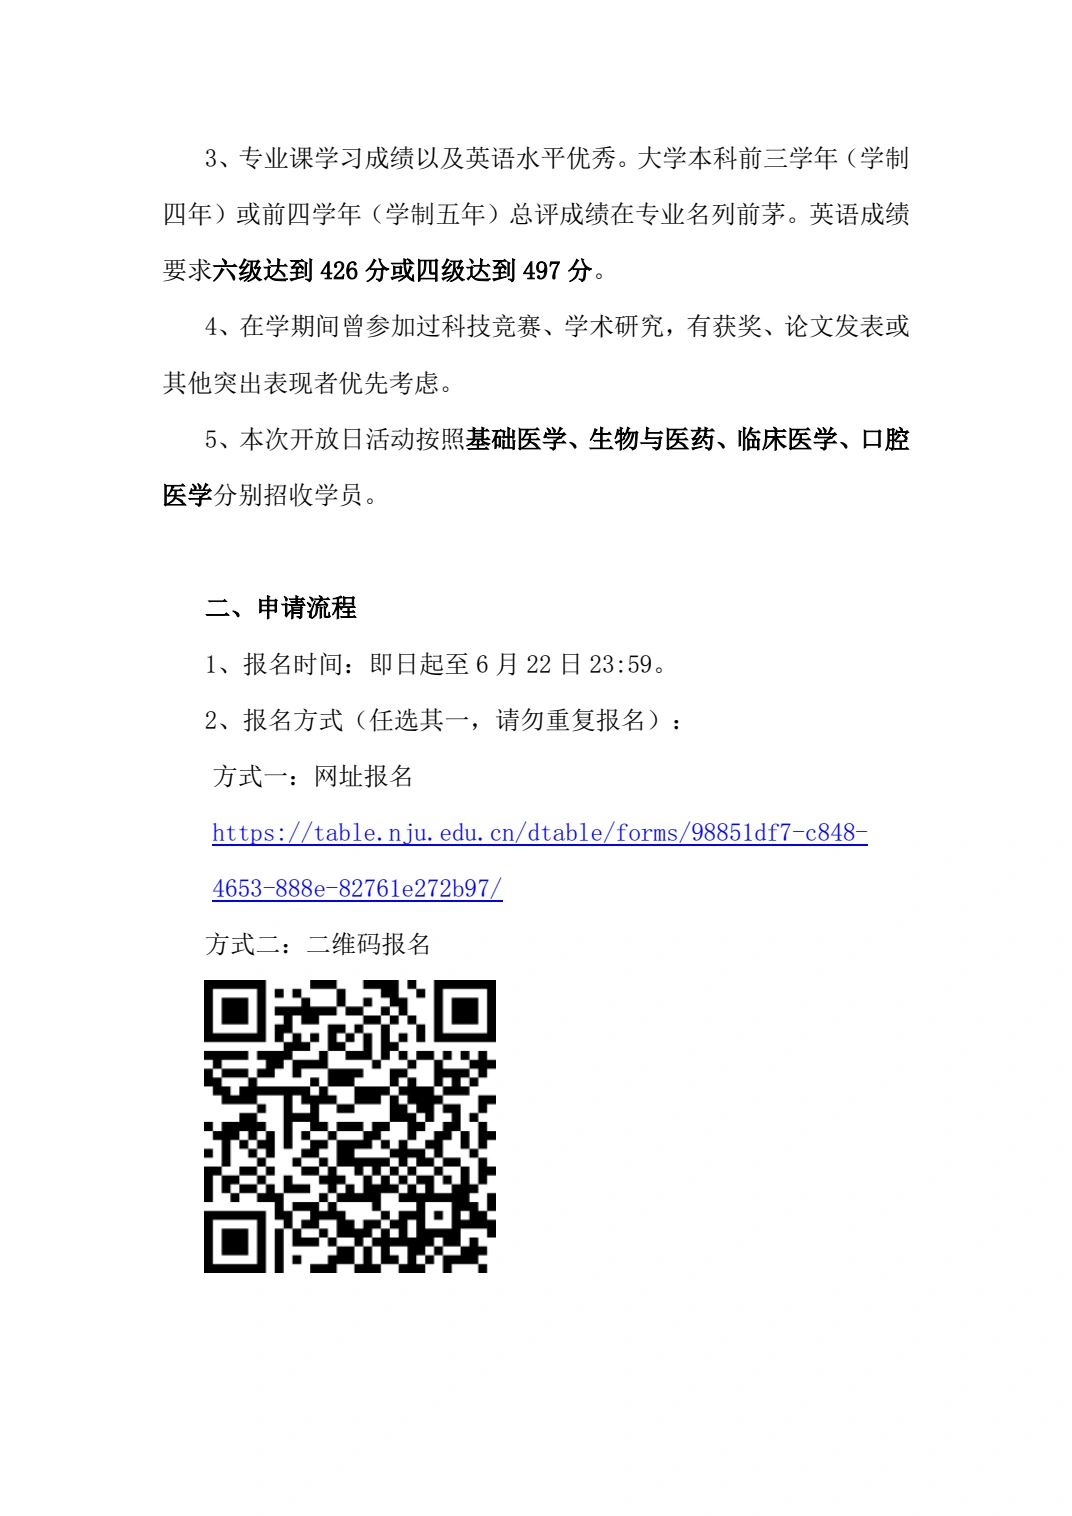 3、专业课学习成绩以及英语水平优秀。大学本科前三学年（学制
四年）或前四学年（学制五年）总评成绩在专业名列前茅。英语成绩
要求六级达到 426 分或四级达到 497 分。
4、在学期间曾参加过科技竞赛、学术研究，有获奖、论文发表或
其他突出表现者优先考虑。
5、本次开放日活动按照基础医学、生物与医药、临床医学、口腔
医学分别招收学员。
二、申请流程
1、报名时间：即日起至 6 月 22 日 23:59。
2、报名方式（任选其一，请勿重复报名）：
方式一：网址报名
https://table.nju.edu.cn/dtable/forms/98851df7-c848-
4653-888e-82761e272b97/
方式二：二维码报名